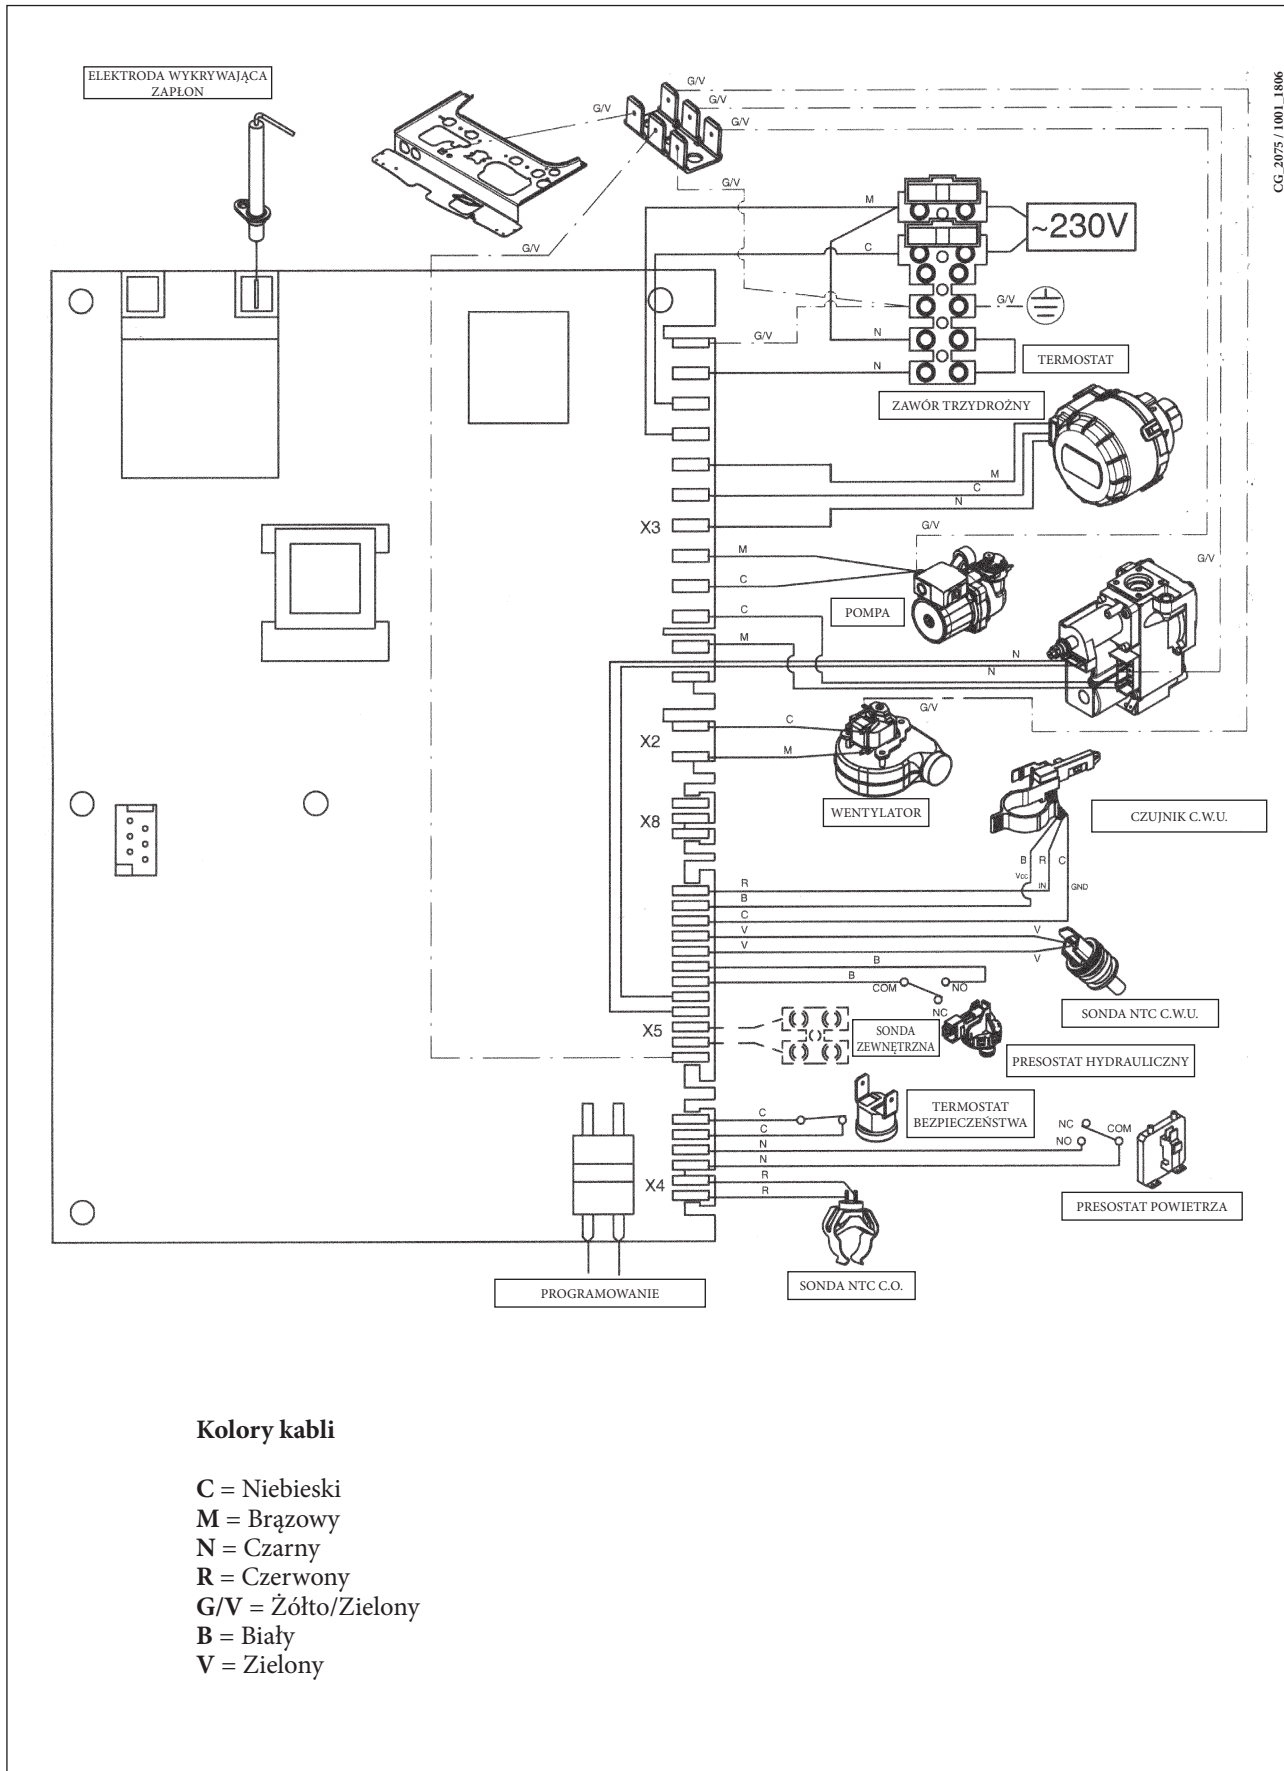 CG_2075 / 1001_1806
ELEKTRODA WYKRYWAJĄCA
ZAPŁON
G/V
G/V
G/V
G/V
G/V
G/V
M
~230V
C
G/V
G/V
N
TERMOSTAT
N
ZAWÓR TRZYDROŻNY
M
C
N
X3
G/V
M
G/V
C
POMPA
C
M
N
N
G/V
C
X2
M
WENTYLATOR
CZUJNIK C.W.U.
X8
B R C
Vcc
IN
GND
R
B
C
V
V
V
V
B
B
COM
NO
NC
SONDA NTC C.W.U.
X5
SONDA
ZEWNĘTRZNA
PRESOSTAT HYDRAULICZNY
TERMOSTAT
BEZPIECZEŃSTWA
C
C
N
N
NC
COM
NO
X4
R
R
PRESOSTAT POWIETRZA
SONDA NTC C.O.
PROGRAMOWANIE
Kolory kabli
C = Niebieski
M = Brązowy
N = Czarny
R = Czerwony
G/V = Żółto/Zielony
B = Biały
V = Zielony